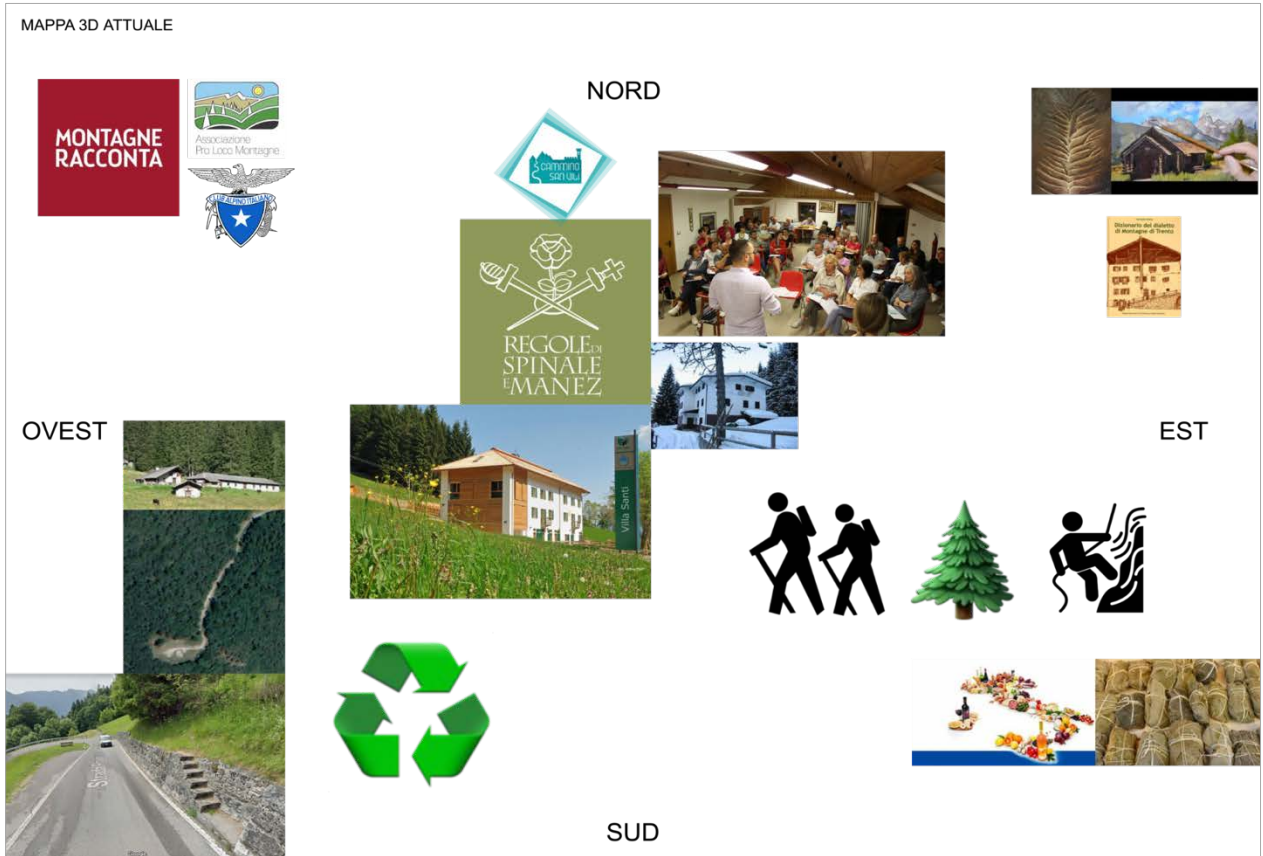 MAPPA 3D ATTUALE
NORD
MONTAGNE
RACCONTA
Associazione
Pro Loco Montagne
CLUB ALPINO ITALIANO
CAMMINO
SAN VILI
REGOLE DI
SPINALE
E MANEZ
Dizionario del dialetto
di Montagne di Trento
OVEST
EST
Villa Santi
SUD